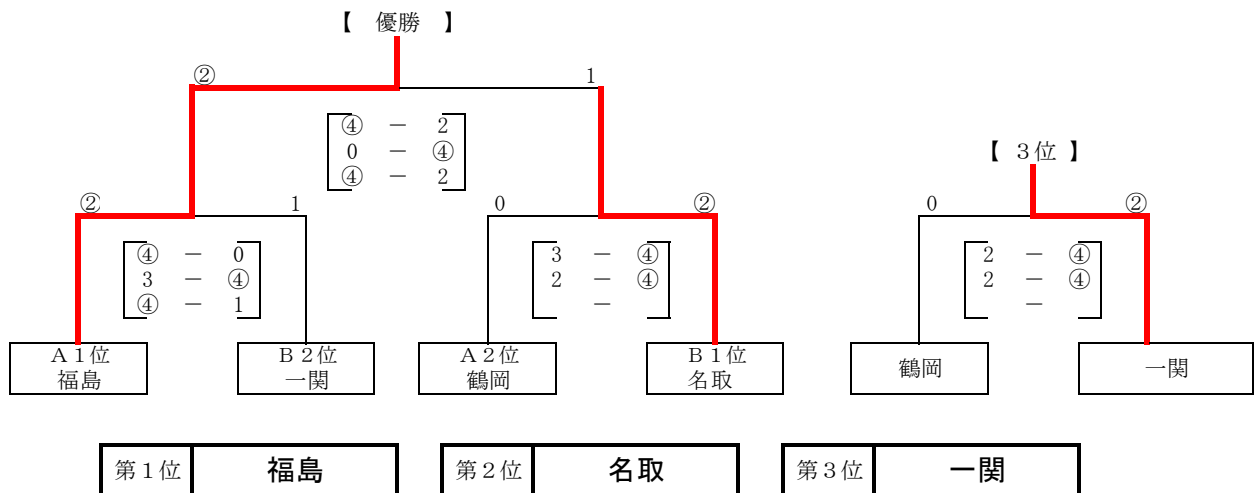 【 優勝 】
② 1
④ － 2
0 － ④
④ － 2
【 ３位 】
② 1 0 ② 0 ②
④ － 0 3 － ④ 2 － ④
3 － ④ 2 － ④ 2 － ④
④ － 1 － －
Ａ１位 Ｂ２位 Ａ２位 Ｂ１位
福島 一関 鶴岡 名取 鶴岡 一関
第１位 福島 第２位 名取 第３位 一関